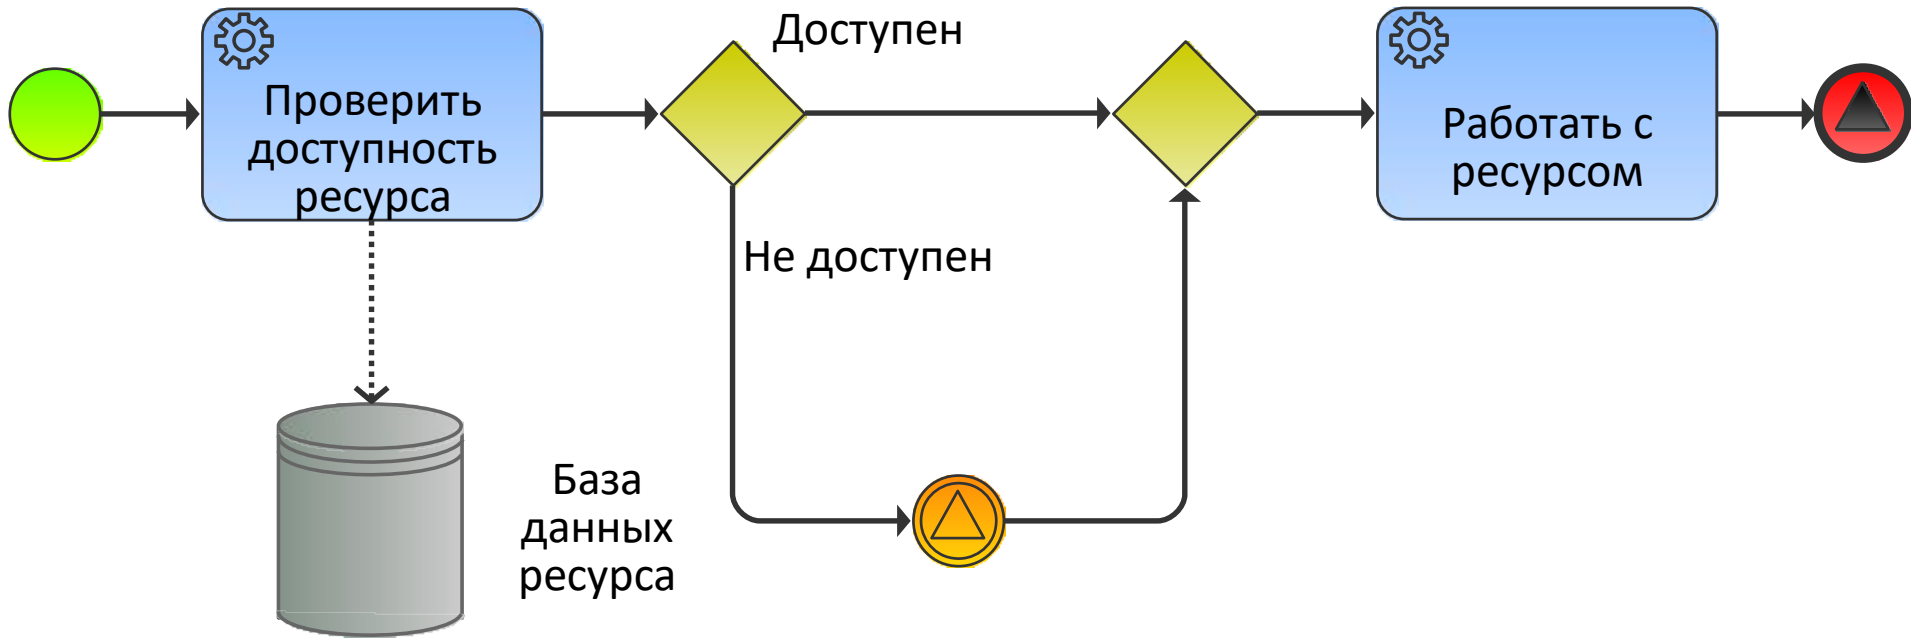 Проверить
доступность
ресурса
Доступен
Не доступен
Работать с
ресурсом
База
данных
ресурса